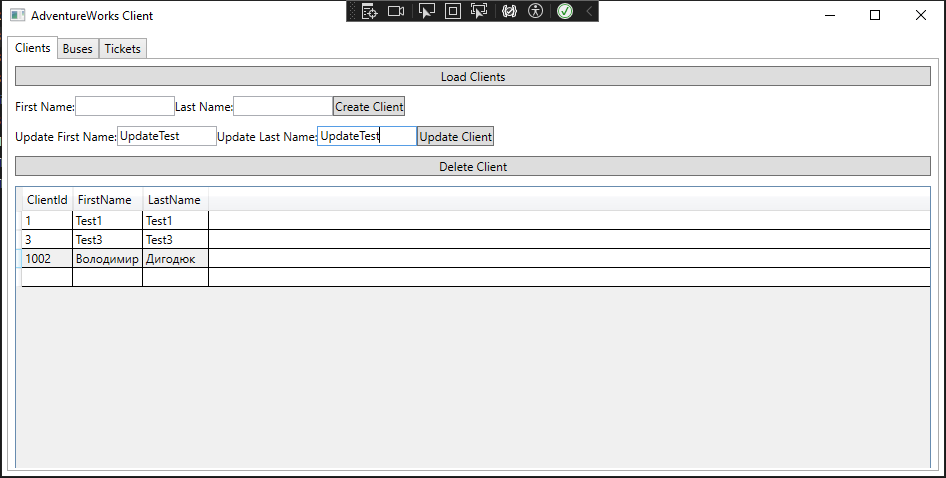 AdventureWorks Client
Clients Buses Tickets
Load Clients
First Name: Last Name: Create Client
Update First Name: UpdateTest Update Last Name: UpdateTest Update Client
Delete Client
ClientId FirstName LastName
1 Test1 Test1
3 Test3 Test3
1002 Володимир Дигодюк